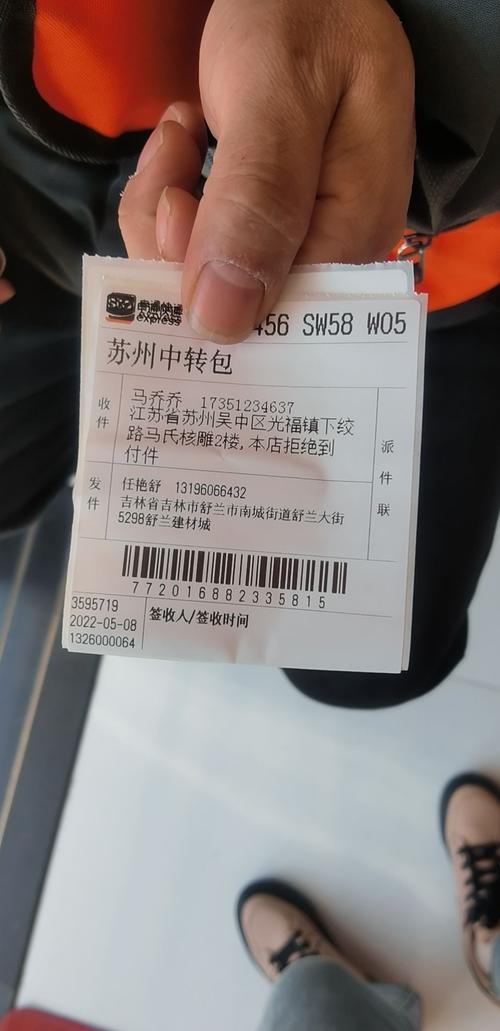 express
456 SW58 W05
苏州中转包
收件
马乔乔 17351234637
江苏省苏州吴中区光福镇下绞
路马氏核雕2楼,本店拒绝到
付件
派件联
发件
任艳舒 13196066432
吉林省吉林市舒兰市南城街道舒兰大街
5298舒兰建材城
772016882335815
3595719
2022-05-08
1326000064
签收人/签收时间